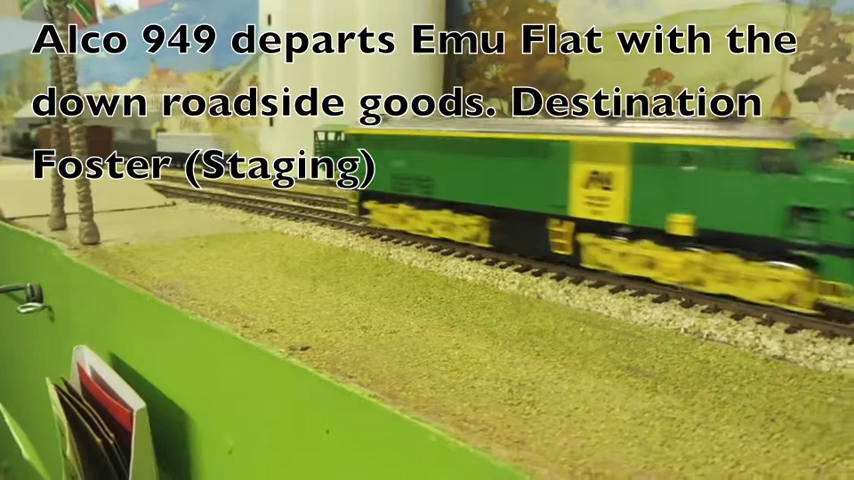 Alco 949 departs Emu Flat with the
down roadside goods. Destination
Foster (Staging)